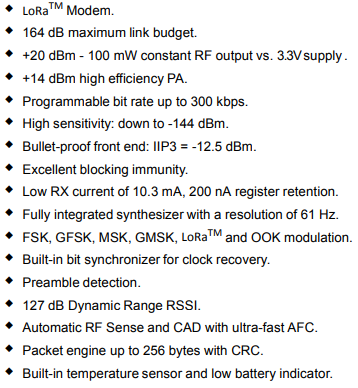 ◆ LoRa™ Modem.
◆ 164 dB maximum link budget.
◆ +20 dBm - 100 mW constant RF output vs. 3.3V supply .
◆ +14 dBm high efficiency PA.
◆ Programmable bit rate up to 300 kbps.
◆ High sensitivity: down to -144 dBm.
◆ Bullet-proof front end: IIP3 = -12.5 dBm.
◆ Excellent blocking immunity.
◆ Low RX current of 10.3 mA, 200 nA register retention.
◆ Fully integrated synthesizer with a resolution of 61 Hz.
◆ FSK, GFSK, MSK, GMSK, LoRa™ and OOK modulation.
◆ Built-in bit synchronizer for clock recovery.
◆ Preamble detection.
◆ 127 dB Dynamic Range RSSI.
◆ Automatic RF Sense and CAD with ultra-fast AFC.
◆ Packet engine up to 256 bytes with CRC.
◆ Built-in temperature sensor and low battery indicator.